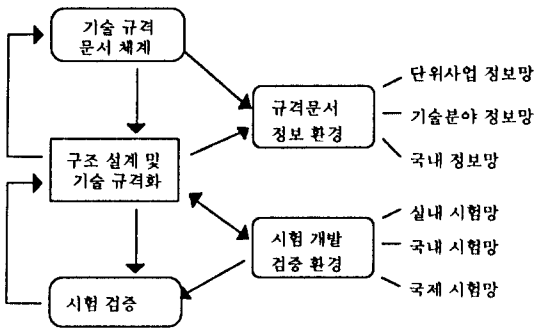 기술 규격
문서 체계
단위사업 정보망
규격문서
정보 환경
기술분야 정보망
국내 정보망
구조 설계 및
기술 규격화
실내 시험망
시험 개발
검증 환경
국내 시험망
국제 시험망
시험 검증